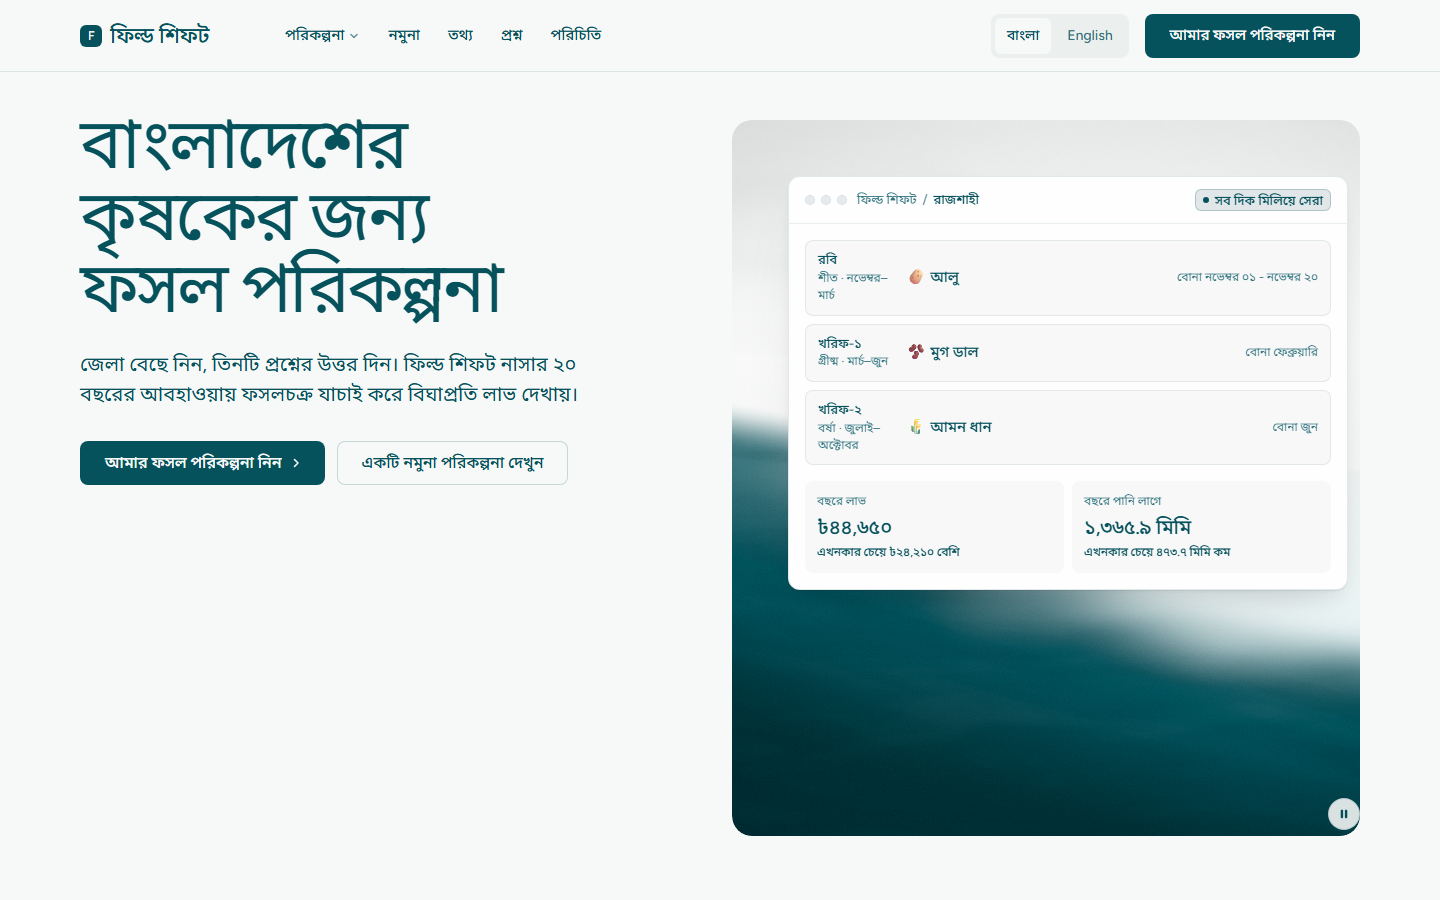 F ফিল্ড শিফট
পরিকল্পনা নমুনা তথ্য প্রশ্ন পরিচিতি
বাংলা English
আমার ফসল পরিকল্পনা নিন
বাংলাদেশের
কৃষকের জন্য
ফসল পরিকল্পনা
জেলা বেছে নিন, তিনটি প্রশ্নের উত্তর দিন। ফিল্ড শিফট নাসার ২০
বছরের আবহাওয়ায় ফসলচক্র যাচাই করে বিঘাপ্রতি লাভ দেখায়।
আমার ফসল পরিকল্পনা নিন
একটি নমুনা পরিকল্পনা দেখুন
ফিল্ড শিফট / রাজশাহী
সব দিক মিলিয়ে সেরা
রবি
শীত · নভেম্বর–
মার্চ
আলু
বোনা নভেম্বর ০১ - নভেম্বর ২০
খরিফ-১
গ্রীষ্ম · মার্চ–জুন
মুগ ডাল
বোনা ফেব্রুয়ারি
খরিফ-২
বর্ষা · জুলাই–
অক্টোবর
আমন ধান
বোনা জুন
বছরে লাভ
৳৪৪,৬৫০
এখনকার চেয়ে ৳২৪,২১০ বেশি
বছরে পানি লাগে
১,৩৬৫.৯ মিমি
এখনকার চেয়ে ৪৭৩.৭ মিমি কম